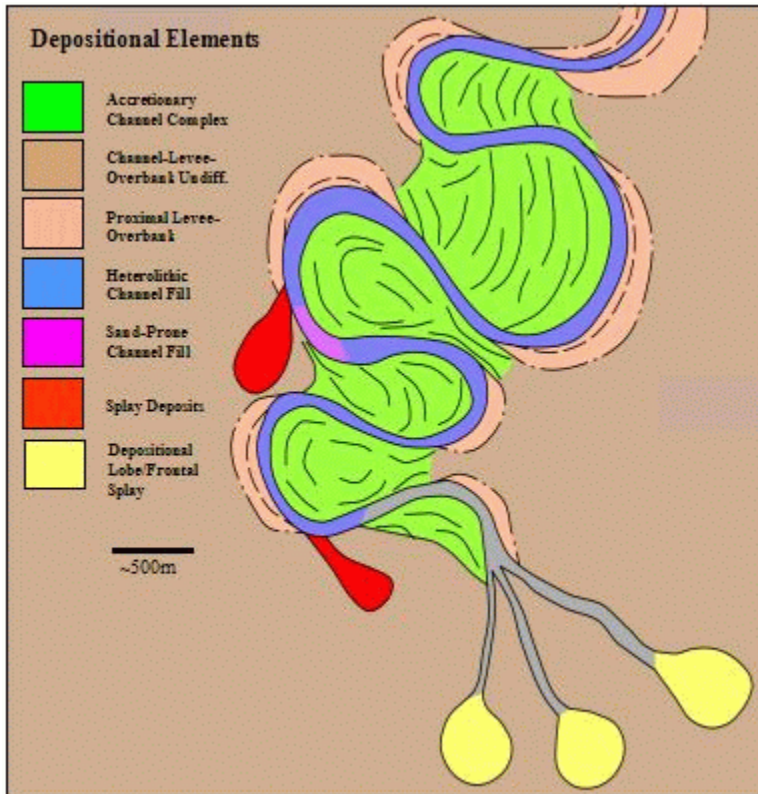 Depositional Elements
Accretionary
Channel Complex
Channel-Levee-
Overbank Undiff.
Proximal Levee-
Overbank
Heterolithic
Channel Fill
Sand-Prone
Channel Fill
Splay Deposits
Depositional
Lobe/Frontal
Splay
~500m